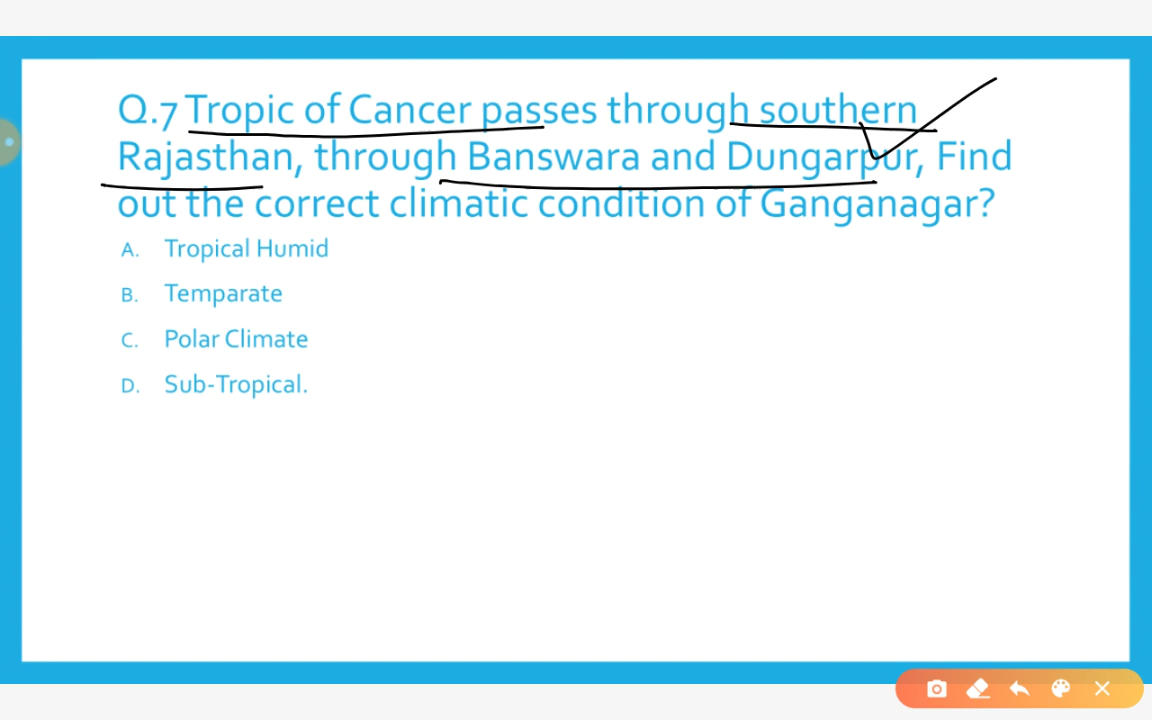 Q.7 Tropic of Cancer passes through southern
Rajasthan, through Banswara and Dungarpur, Find
out the correct climatic condition of Ganganagar?
A. Tropical Humid
B. Temparate
C. Polar Climate
D. Sub-Tropical.